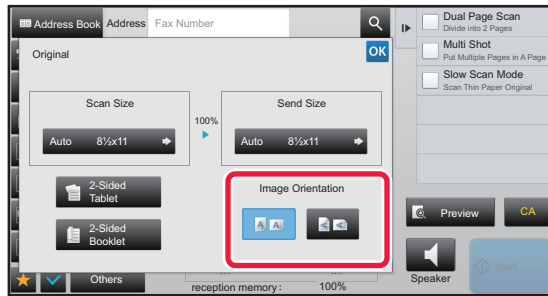 Address Book Address Fax Number
Dual Page Scan
Divide into 2 Pages
Multi Shot
Put Multiple Pages in A Page
Slow Scan Mode
Scan Thin Paper Original
Original
OK
Scan Size
100%
Send Size
Auto 8½x11
Auto 8½x11
2-Sided
Tablet
2-Sided
Booklet
Image Orientation
A A
A A
Preview
CA
Speaker
Start
Others
reception memory: 100%